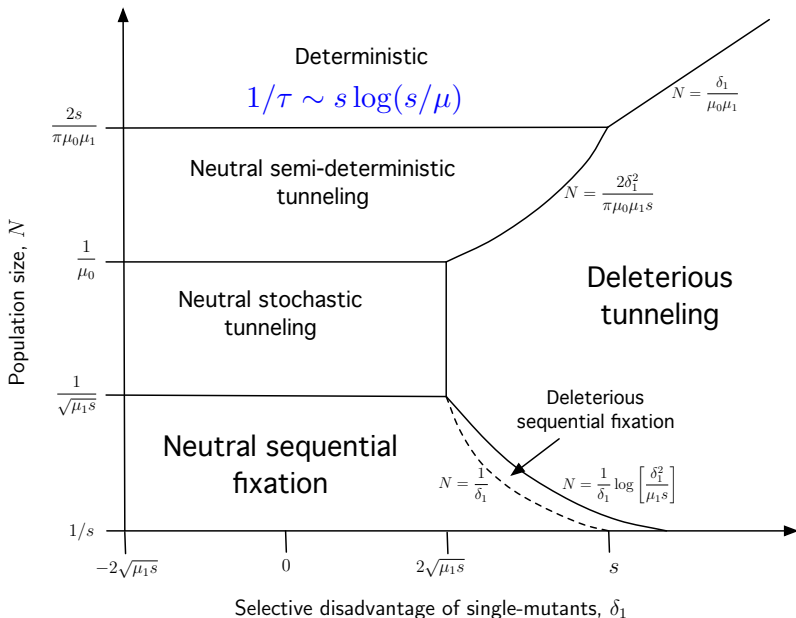 Deterministic
1/τ ∼ s log(s/μ)
N = δ₁/μ₀μ₁
2s/πμ₀μ₁
Neutral semi-deterministic
tunneling
N = 2δ₁²/πμ₀μ₁s
1/μ₀
Population size, N
Neutral stochastic
tunneling
Deleterious
tunneling
1/√μ₁s
Deleterious
sequential fixation
Neutral sequential
fixation
N = 1/δ₁
N = 1/δ₁ log[δ₁²/μ₁s]
1/s
−2√μ₁s
0
2√μ₁s
s
Selective disadvantage of single-mutants, δ₁